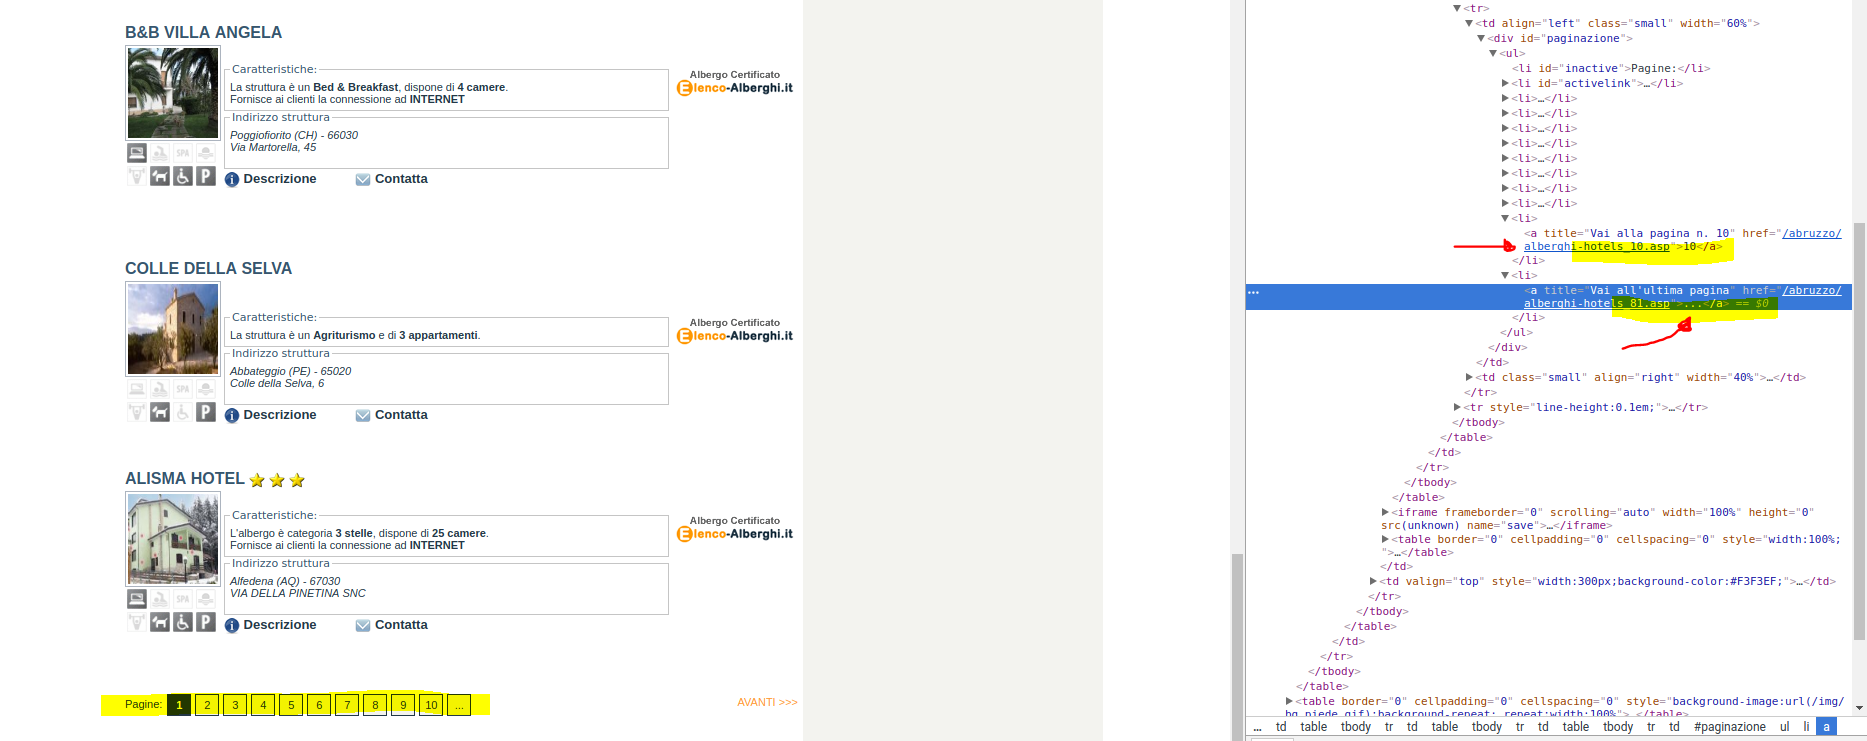 B&B VILLA ANGELA
Caratteristiche:
La struttura è un Bed & Breakfast, dispone di 4 camere.
Fornisce ai clienti la connessione ad INTERNET
Indirizzo struttura
Poggiofiorito (CH) - 66030
Via Martorella, 45
Albergo Certificato
Elenco-Alberghi.it
SPA
P
Descrizione
Contatta
COLLE DELLA SELVA
Caratteristiche:
La struttura è un Agriturismo e di 3 appartamenti.
Indirizzo struttura
Abbateggio (PE) - 65020
Colle della Selva, 6
Albergo Certificato
Elenco-Alberghi.it
SPA
P
Descrizione
Contatta
ALISMA HOTEL
Caratteristiche:
L'albergo è categoria 3 stelle, dispone di 25 camere.
Fornisce ai clienti la connessione ad INTERNET
Indirizzo struttura
Alfedena (AQ) - 67030
VIA DELLA PINETINA SNC
Albergo Certificato
Elenco-Alberghi.it
SPA
P
Descrizione
Contatta
Pagine: 1 2 3 4 5 6 7 8 9 10 ...
AVANTI >>>
<tr>
<td align="left" class="small" width="60%">
<div id="paginazione">
<ul>
<li id="inactive">Pagine:</li>
<li id="activelink">…</li>
<li>…</li>
<li>…</li>
<li>…</li>
<li>…</li>
<li>…</li>
<li>…</li>
<li>…</li>
<li>…</li>
<li>
<a title="Vai alla pagina n. 10" href="/abruzzo/
alberghi-hotels_10.asp">10</a>
</li>
<li>
<a title="Vai all'ultima pagina" href="/abruzzo/
alberghi-hotels_81.asp">...</a> == $0
</li>
</ul>
</div>
</td>
<td class="small" align="right" width="40%">…</td>
</tr>
<tr style="line-height:0.1em;">…</tr>
</tbody>
</table>
</td>
</tr>
</tbody>
</table>
<iframe frameborder="0" scrolling="auto" width="100%" height="0"
src(unknown) name="save">…</iframe>
<table border="0" cellpadding="0" cellspacing="0" style="width:100%;
">…</table>
</td>
<td valign="top" style="width:300px;background-color:#F3F3EF;">…</td>
</tr>
</tbody>
</table>
</td>
</tr>
</tbody>
</table>
<table border="0" cellpadding="0" cellspacing="0" style="background-image:url(/img/
bg_piede.gif);background-repeat: repeat;width:100%">…</table>
... td table tbody tr td table tbody tr td table tbody tr td #paginazione ul li a